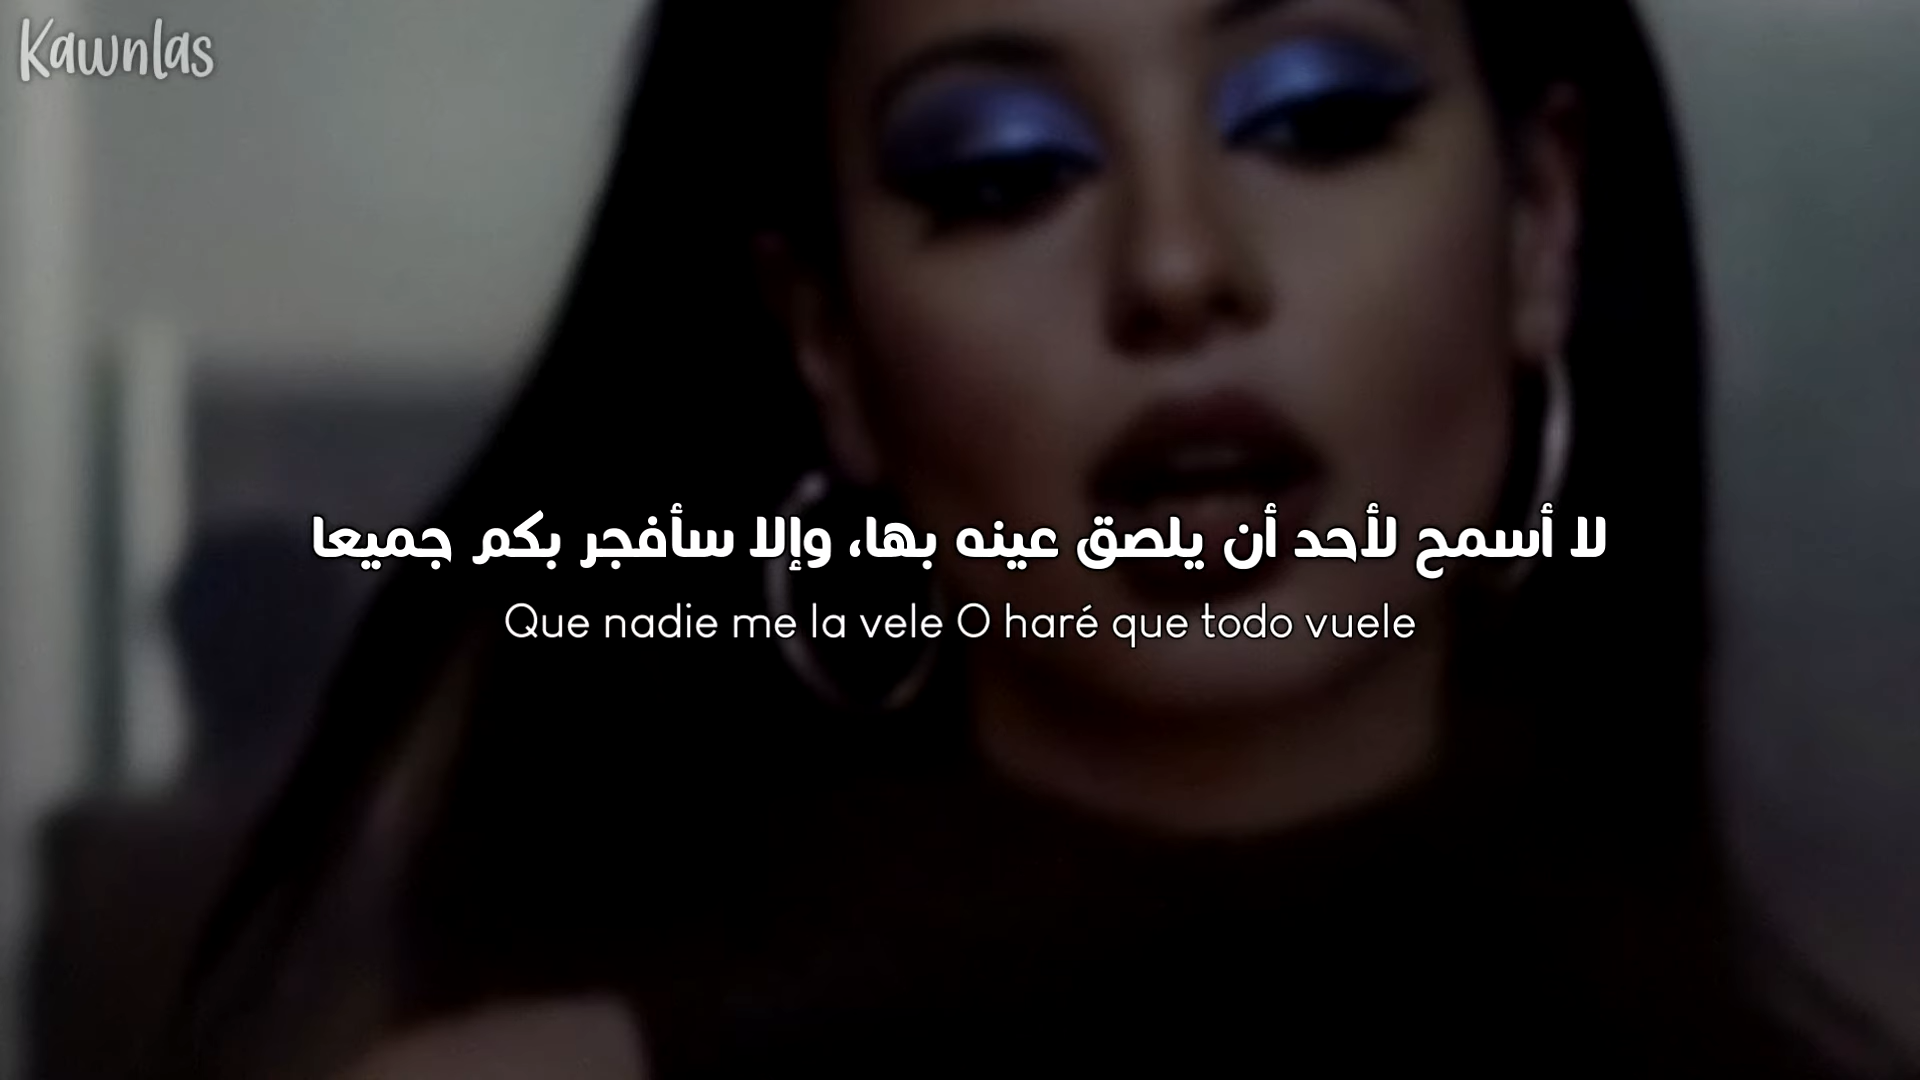 Kawnlas
لا أسمح لأحد أن يلصق عينه بها، وإلا سأفجر بكم جميعا
Que nadie me la vele O haré que todo vuele